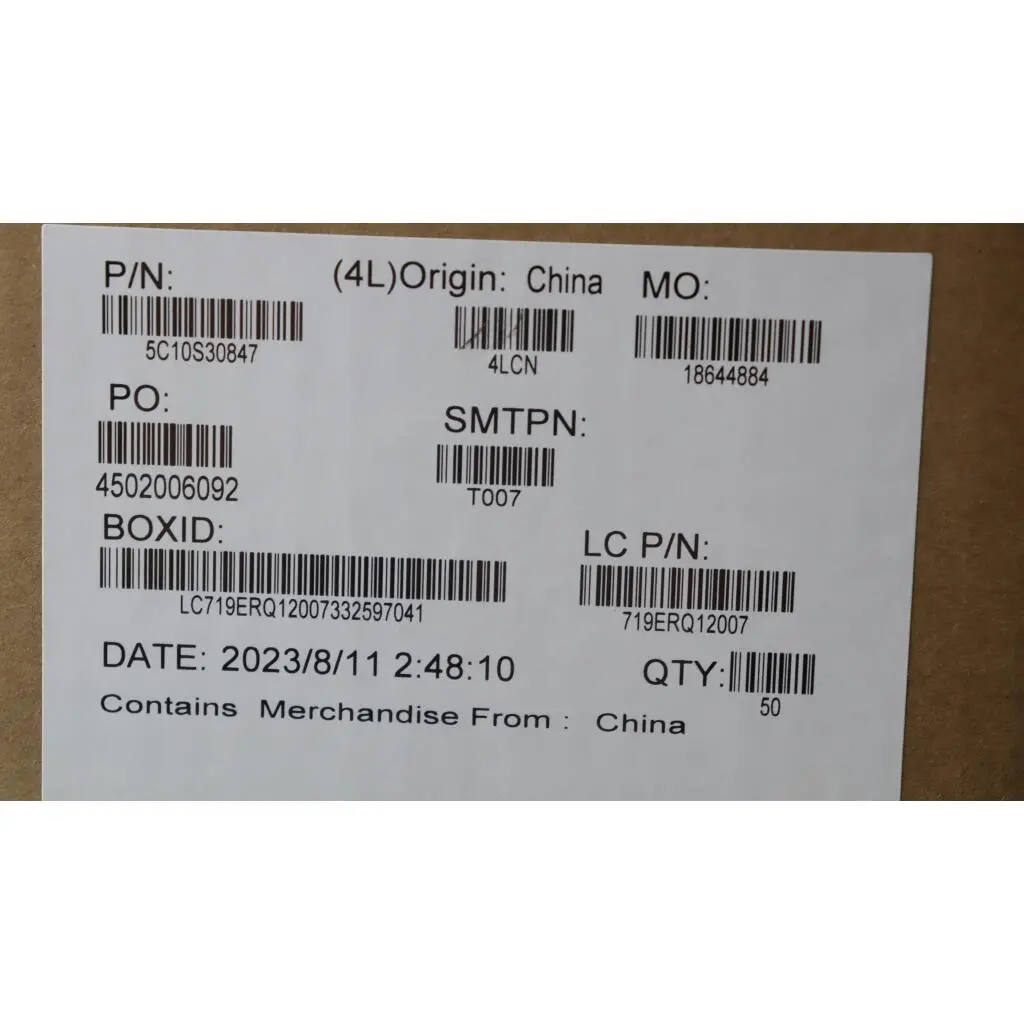 P/N: (4L)Origin: China MO:
5C10S30847 4LCN 18644884
PO: SMTPN:
4502006092 T007
BOXID: LC P/N:
LC719ERQ12007332597041 719ERQ12007
DATE: 2023/8/11 2:48:10 QTY:
50
Contains Merchandise From : China